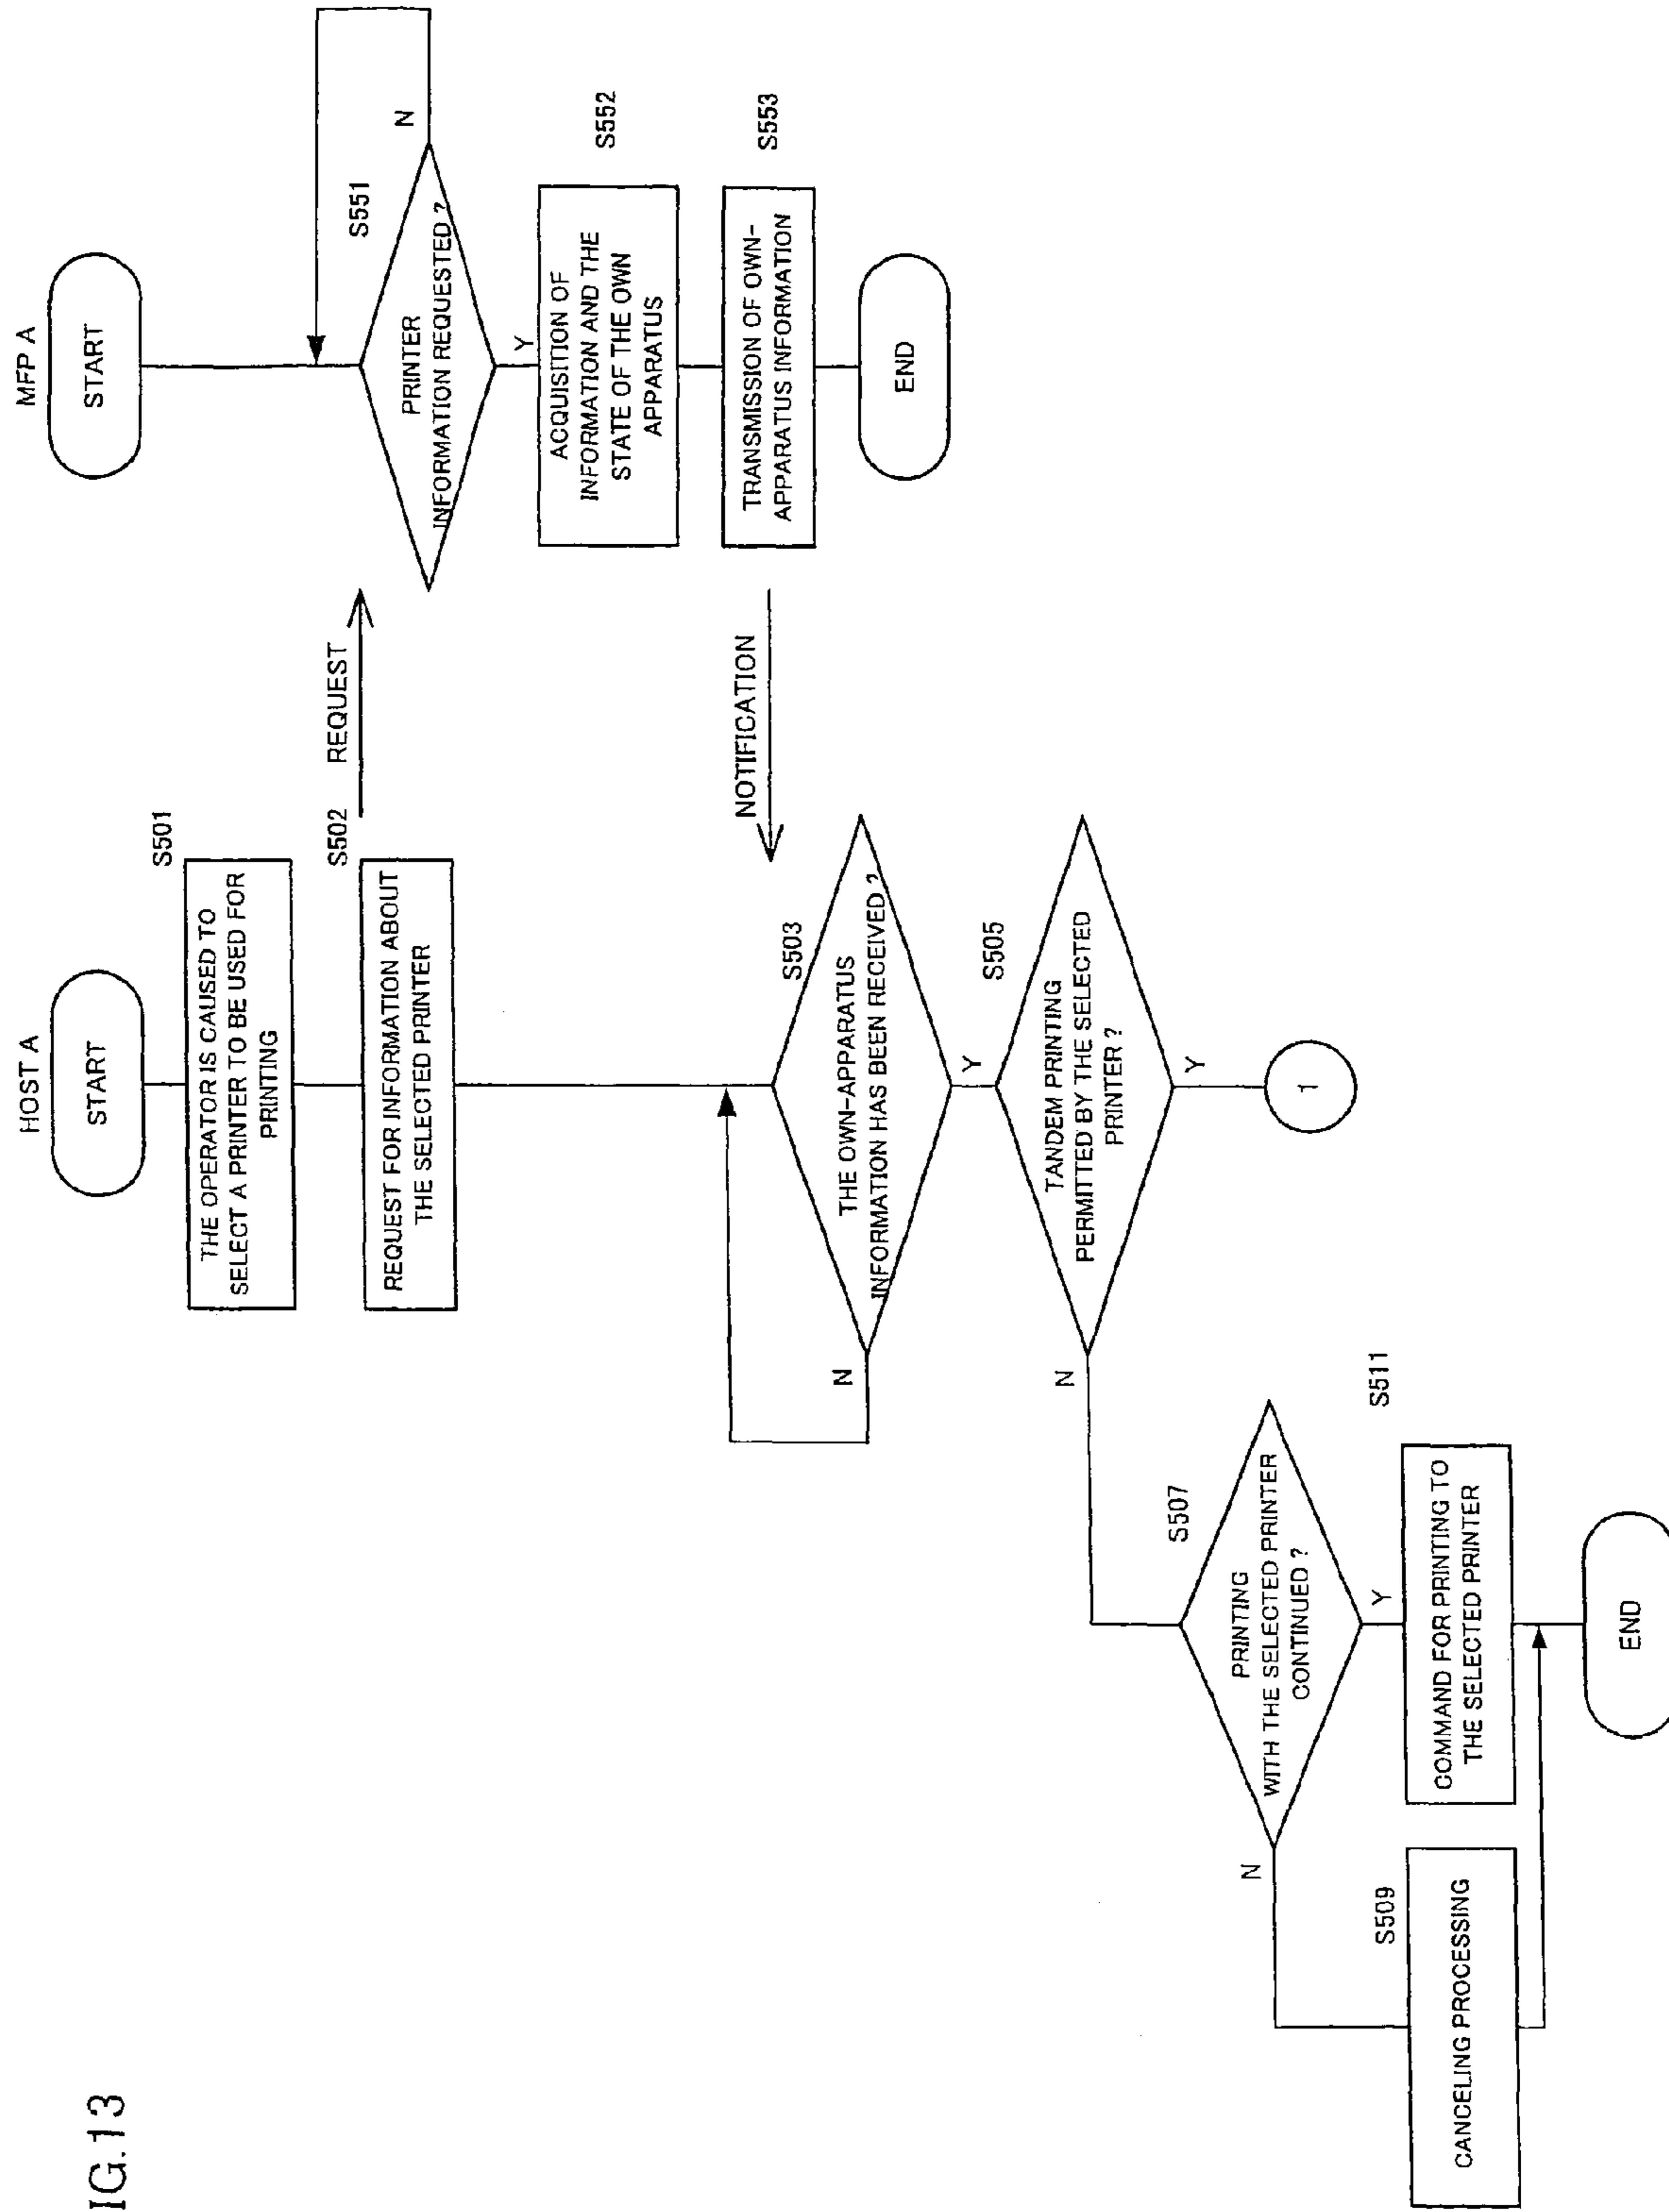 IG.13
HOST A
START
S501
THE OPERATOR IS CAUSED TO
SELECT A PRINTER TO BE USED FOR
PRINTING
S502
REQUEST
REQUEST FOR INFORMATION ABOUT
THE SELECTED PRINTER
NOTIFICATION
S503
THE OWN-APPARATUS
INFORMATION HAS BEEN RECEIVED ?
N
Y
S505
TANDEM PRINTING
PERMITTED BY THE SELECTED
PRINTER ?
N
Y
1
S507
PRINTING
WITH THE SELECTED PRINTER
CONTINUED ?
N
Y
S509
CANCELING PROCESSING
S511
COMMAND FOR PRINTING TO
THE SELECTED PRINTER
END
MFP A
START
S551
PRINTER
INFORMATION REQUESTED ?
N
Y
S552
ACQUISITION OF
INFORMATION AND THE
STATE OF THE OWN
APPARATUS
S553
TRANSMISSION OF OWN-
APPARATUS INFORMATION
END